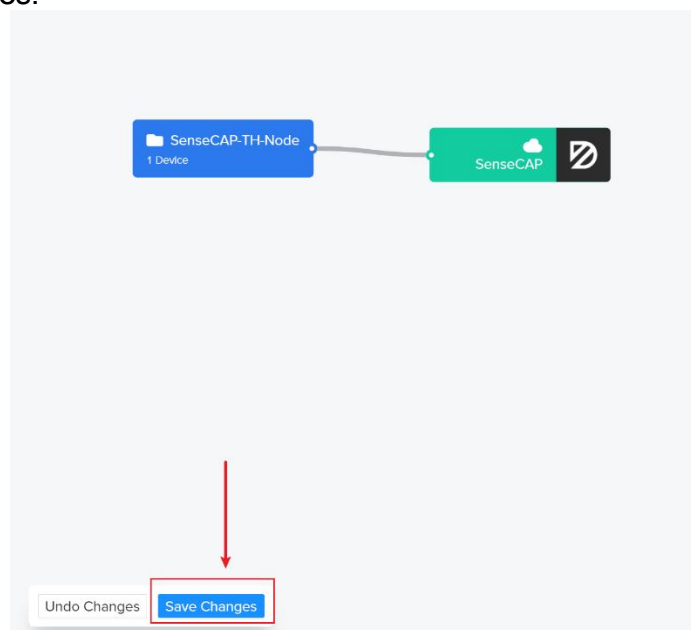 SenseCAP-TH-Node
1 Device
SenseCAP
Undo Changes
Save Changes